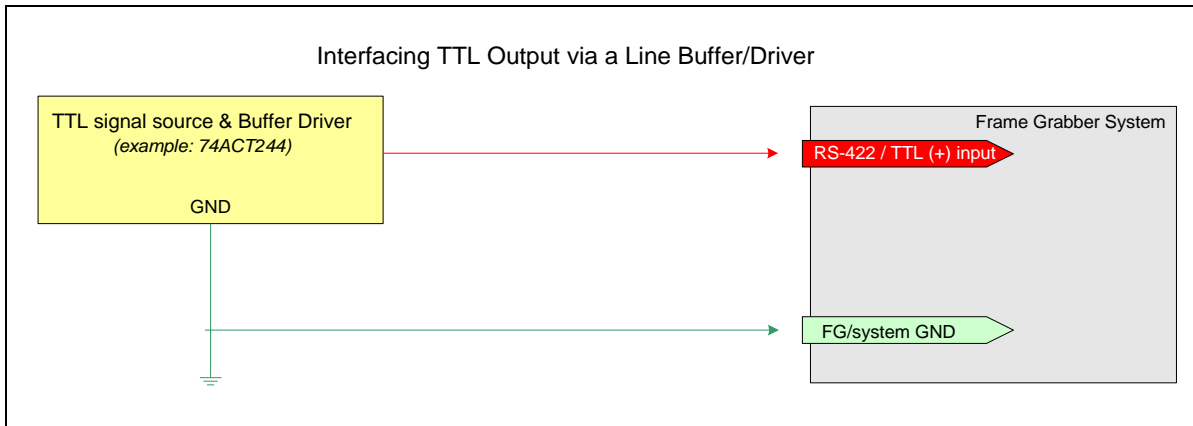 Interfacing TTL Output via a Line Buffer/Driver
TTL signal source & Buffer Driver
(example: 74ACT244)
GND
Frame Grabber System
RS-422 / TTL (+) input
FG/system GND